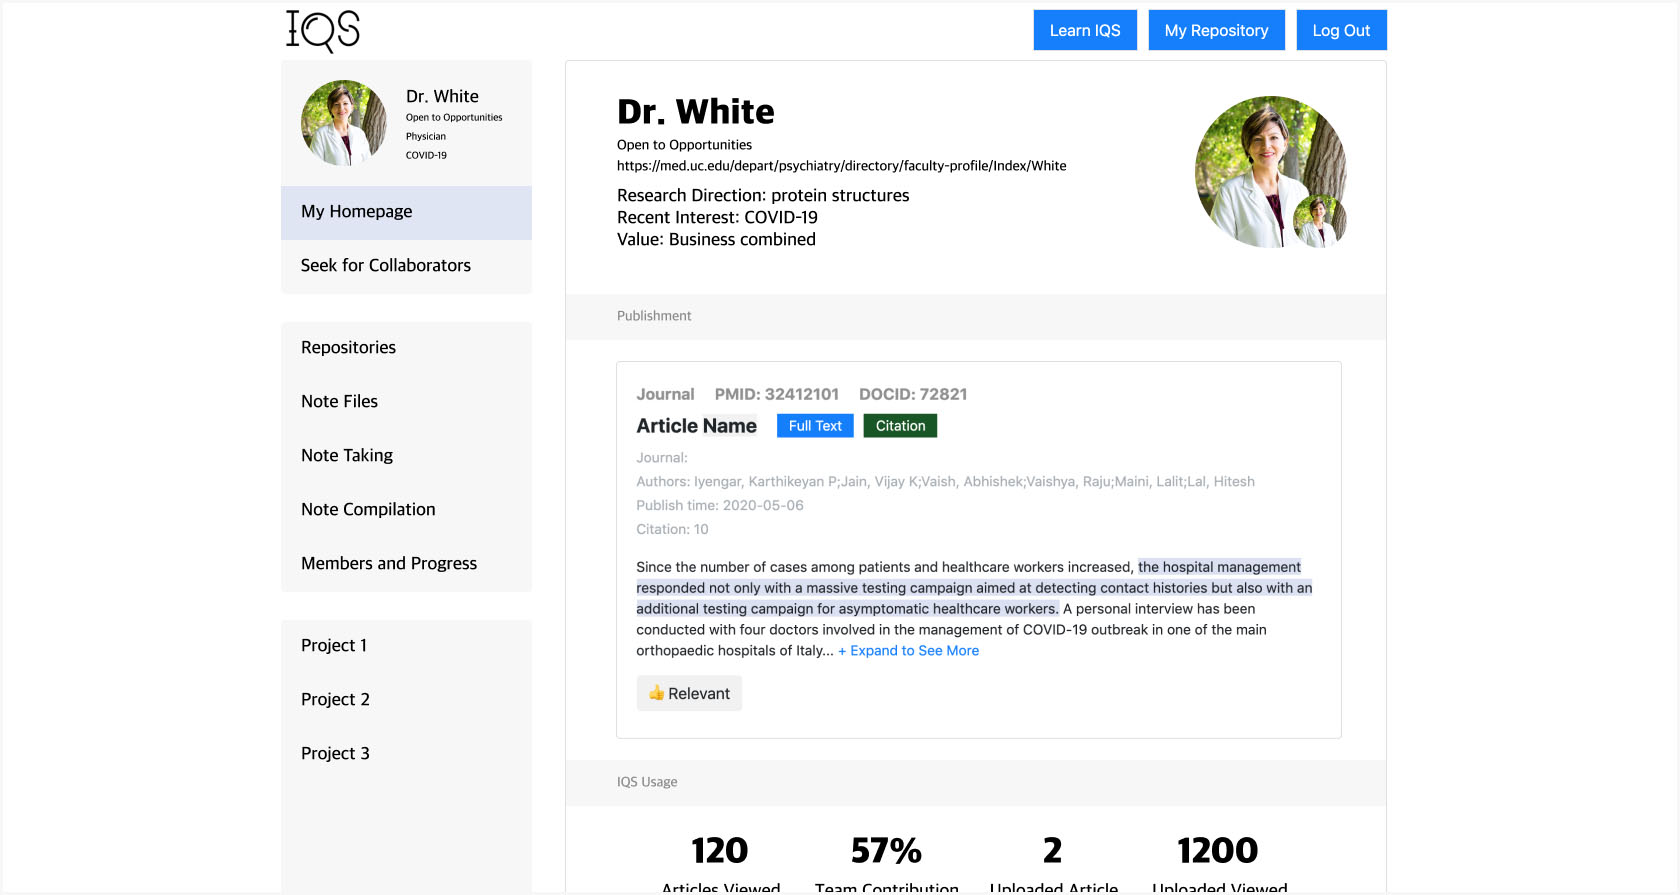 IQS
Learn IQS
My Repository
Log Out
Dr. White
Open to Opportunities
Physician
COVID-19
My Homepage
Seek for Collaborators
Repositories
Note Files
Note Taking
Note Compilation
Members and Progress
Project 1
Project 2
Project 3
Dr. White
Open to Opportunities
https://med.uc.edu/depart/psychiatry/directory/faculty-profile/Index/White
Research Direction: protein structures
Recent Interest: COVID-19
Value: Business combined
Publishment
Journal PMID: 32412101 DOCID: 72821
Article Name Full Text Citation
Journal:
Authors: Iyengar, Karthikeyan P;Jain, Vijay K;Vaish, Abhishek;Vaishya, Raju;Maini, Lalit;Lal, Hitesh
Publish time: 2020-05-06
Citation: 10
Since the number of cases among patients and healthcare workers increased, the hospital management
responded not only with a massive testing campaign aimed at detecting contact histories but also with an
additional testing campaign for asymptomatic healthcare workers. A personal interview has been
conducted with four doctors involved in the management of COVID-19 outbreak in one of the main
orthopaedic hospitals of Italy... + Expand to See More
👍 Relevant
IQS Usage
120 57% 2 1200
Articles Viewed Team Contribution Uploaded Article Uploaded Viewed